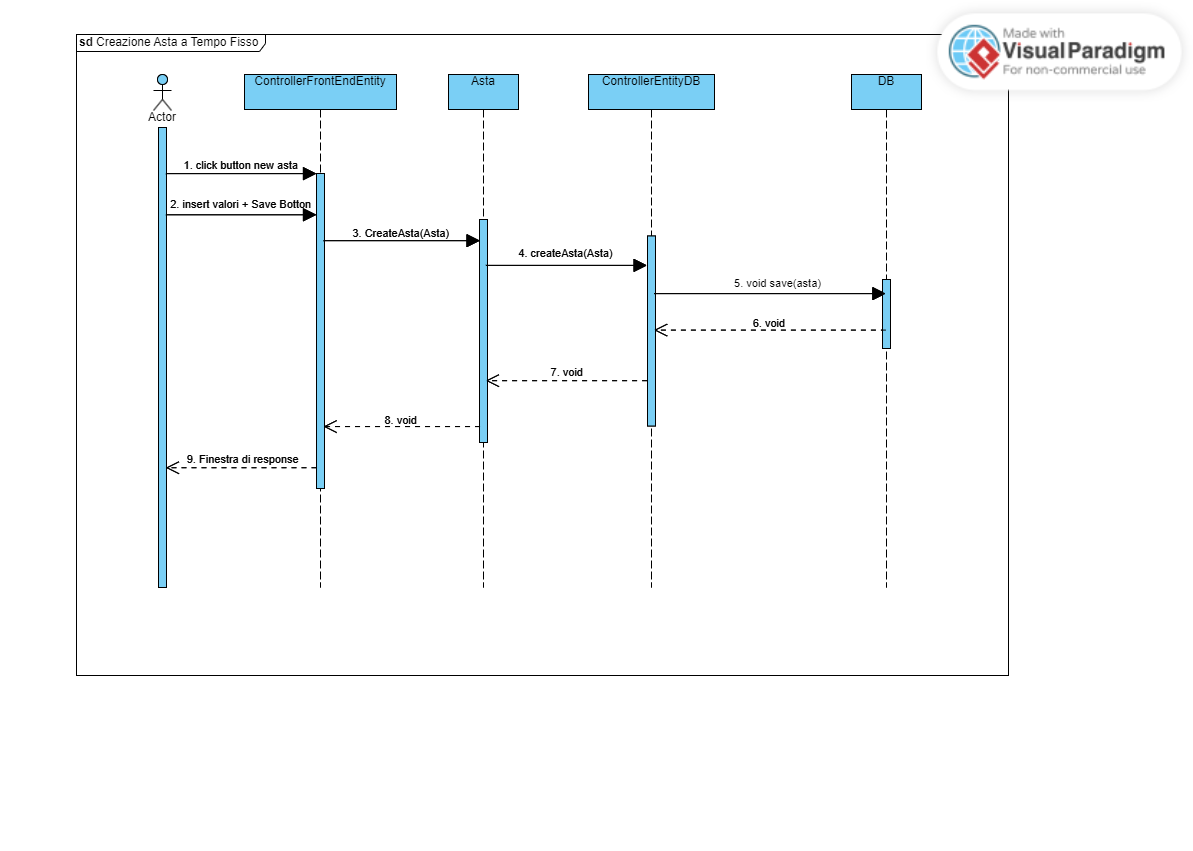 sd Creazione Asta a Tempo Fisso
Made with
VisualParadigm
For non-commercial use
Actor
ControllerFrontEndEntity
Asta
ControllerEntityDB
DB
1. click button new asta
2. insert valori + Save Botton
3. CreateAsta(Asta)
4. createAsta(Asta)
5. void save(asta)
6. void
7. void
8. void
9. Finestra di response